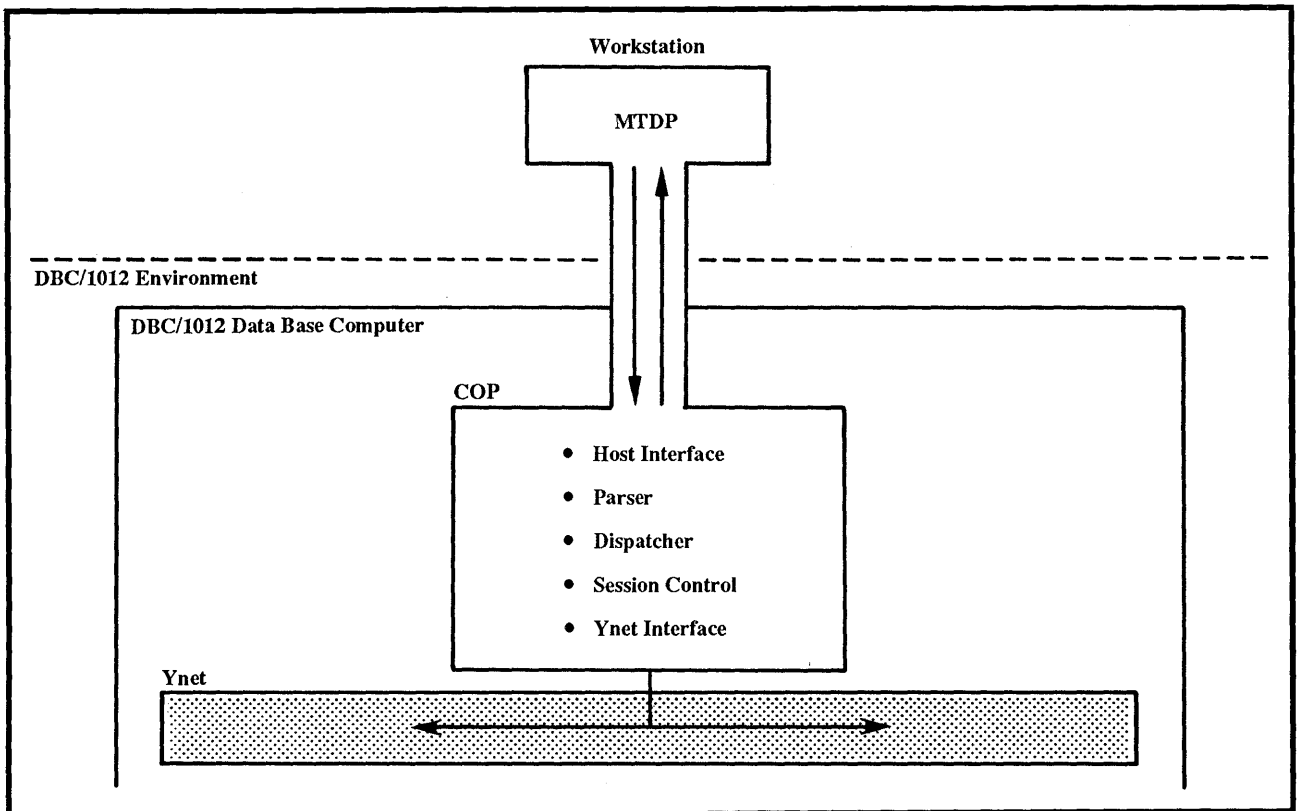 Workstation
MTDP
DBC/1012 Environment
DBC/1012 Data Base Computer
COP
• Host Interface
• Parser
• Dispatcher
• Session Control
• Ynet Interface
Ynet